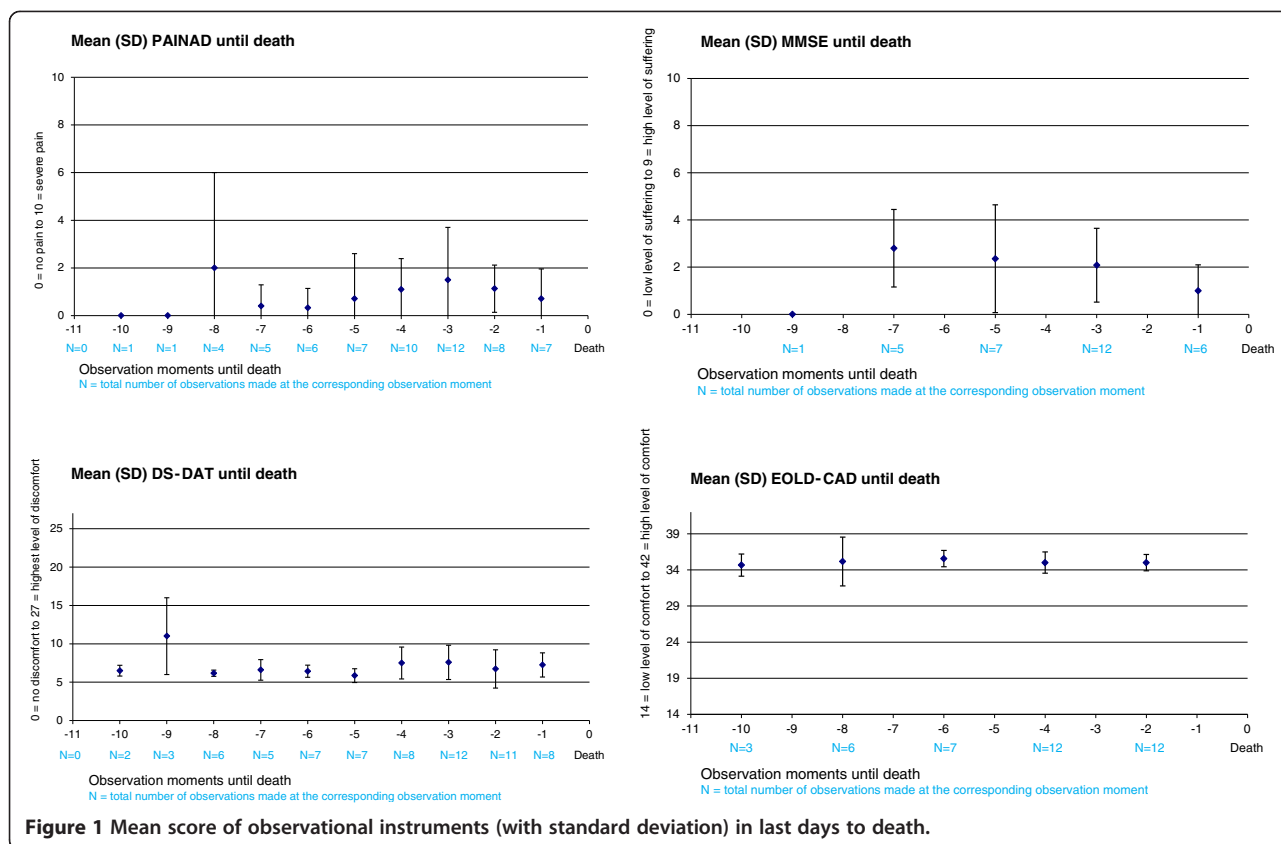 Mean (SD) PAINAD until death
0 = no pain to 10 = severe pain
10
8
6
4
2
0
-11 -10 -9 -8 -7 -6 -5 -4 -3 -2 -1 0
N=0 N=1 N=1 N=4 N=5 N=6 N=7 N=10 N=12 N=8 N=7 Death
Observation moments until death
N = total number of observations made at the corresponding observation moment
Mean (SD) MMSE until death
0 = low level of suffering to 9 = high level of suffering
10
8
6
4
2
0
-11 -10 -9 -8 -7 -6 -5 -4 -3 -2 -1 0
N=1 N=5 N=7 N=12 N=6 Death
Observation moments until death
N = total number of observations made at the corresponding observation moment
Mean (SD) DS-DAT until death
0 = no discomfort to 27 = highest level of discomfort
25
20
15
10
5
0
-11 -10 -9 -8 -7 -6 -5 -4 -3 -2 -1 0
N=0 N=2 N=3 N=6 N=5 N=7 N=7 N=8 N=12 N=11 N=8 Death
Observation moments until death
N = total number of observations made at the corresponding observation moment
Mean (SD) EOLD-CAD until death
14 = low level of comfort to 42 = high level of comfort
39
34
29
24
19
14
-11 -10 -9 -8 -7 -6 -5 -4 -3 -2 -1 0
N=3 N=6 N=7 N=12 N=12 Death
Observation moments until death
N = total number of observations made at the corresponding observation moment
Figure 1 Mean score of observational instruments (with standard deviation) in last days to death.